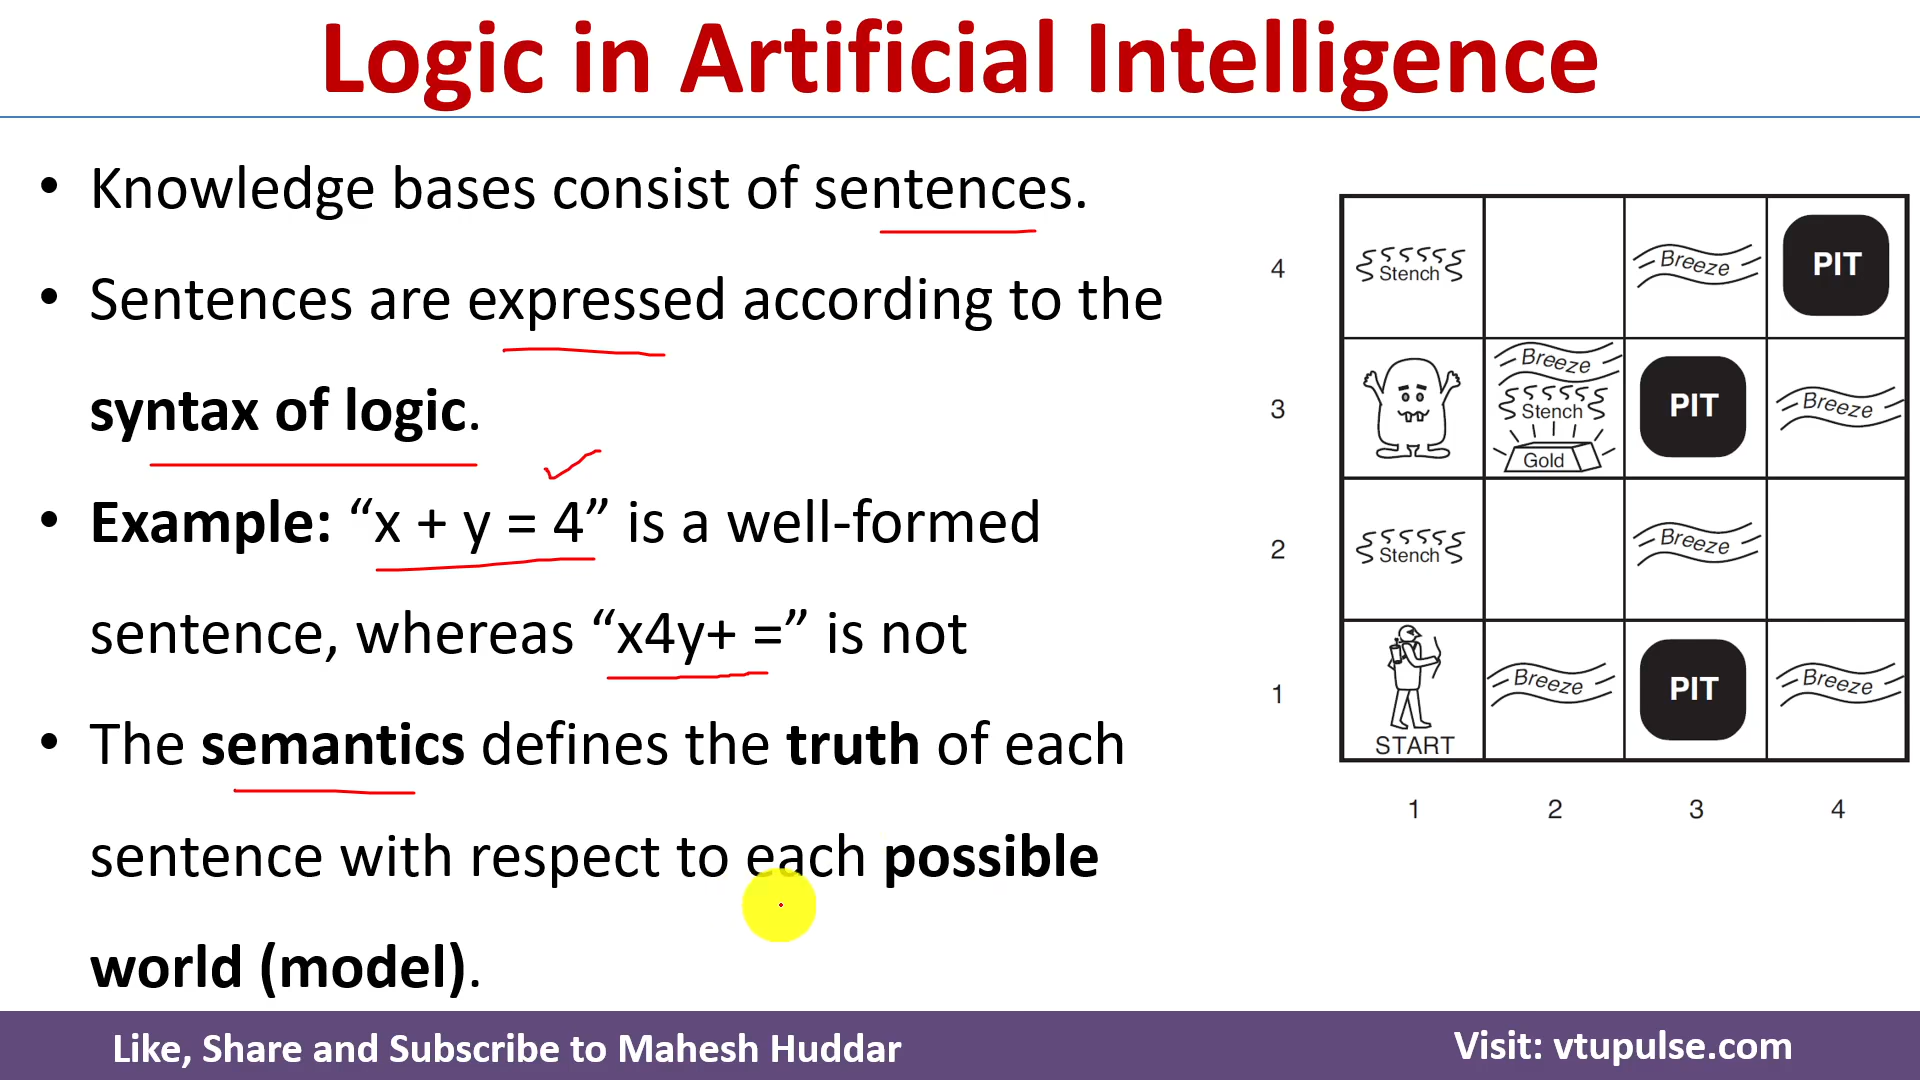 Logic in Artificial Intelligence
• Knowledge bases consist of sentences.
• Sentences are expressed according to the
syntax of logic.
• Example: “x + y = 4” is a well-formed
sentence, whereas “x4y+ =” is not
• The semantics defines the truth of each
sentence with respect to each possible
world (model).
4
Stench
Breeze
PIT
3
Breeze
Stench
Gold
PIT
Breeze
2
Stench
Breeze
1
START
Breeze
PIT
Breeze
1 2 3 4
Like, Share and Subscribe to Mahesh Huddar
Visit: vtupulse.com